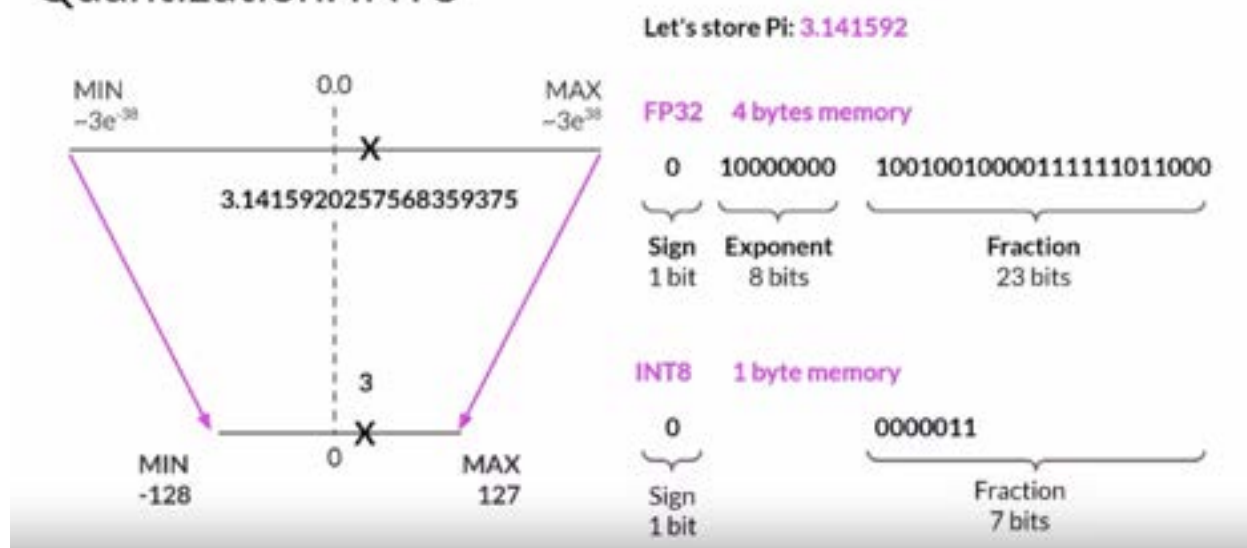 Let's store Pi: 3.141592
MIN
~3e⁻³⁸
0.0
MAX
~3e³⁸
X
3.1415920257568359375
3
X
MIN
-128
0
MAX
127
FP32 4 bytes memory
0 10000000 10010010000111111011000
Sign
1 bit
Exponent
8 bits
Fraction
23 bits
INT8 1 byte memory
0 0000011
Sign
1 bit
Fraction
7 bits